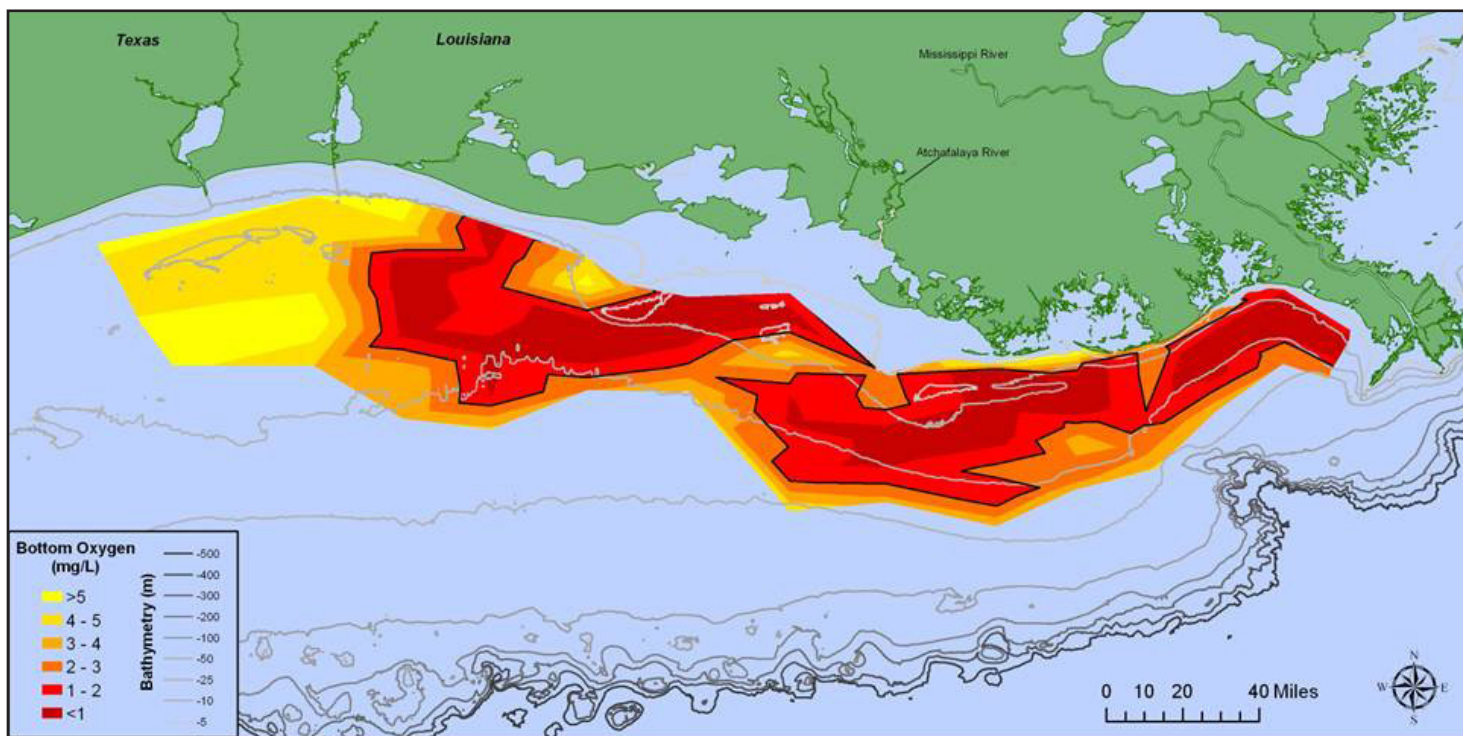 Texas
Louisiana
Mississippi River
Atchafalaya River
Bottom Oxygen
(mg/L)
>5
4 - 5
3 - 4
2 - 3
1 - 2
<1
Bathymetry (m)
-500
-400
-300
-200
-100
-50
-25
-10
-5
0 10 20 40 Miles
N
W E
S